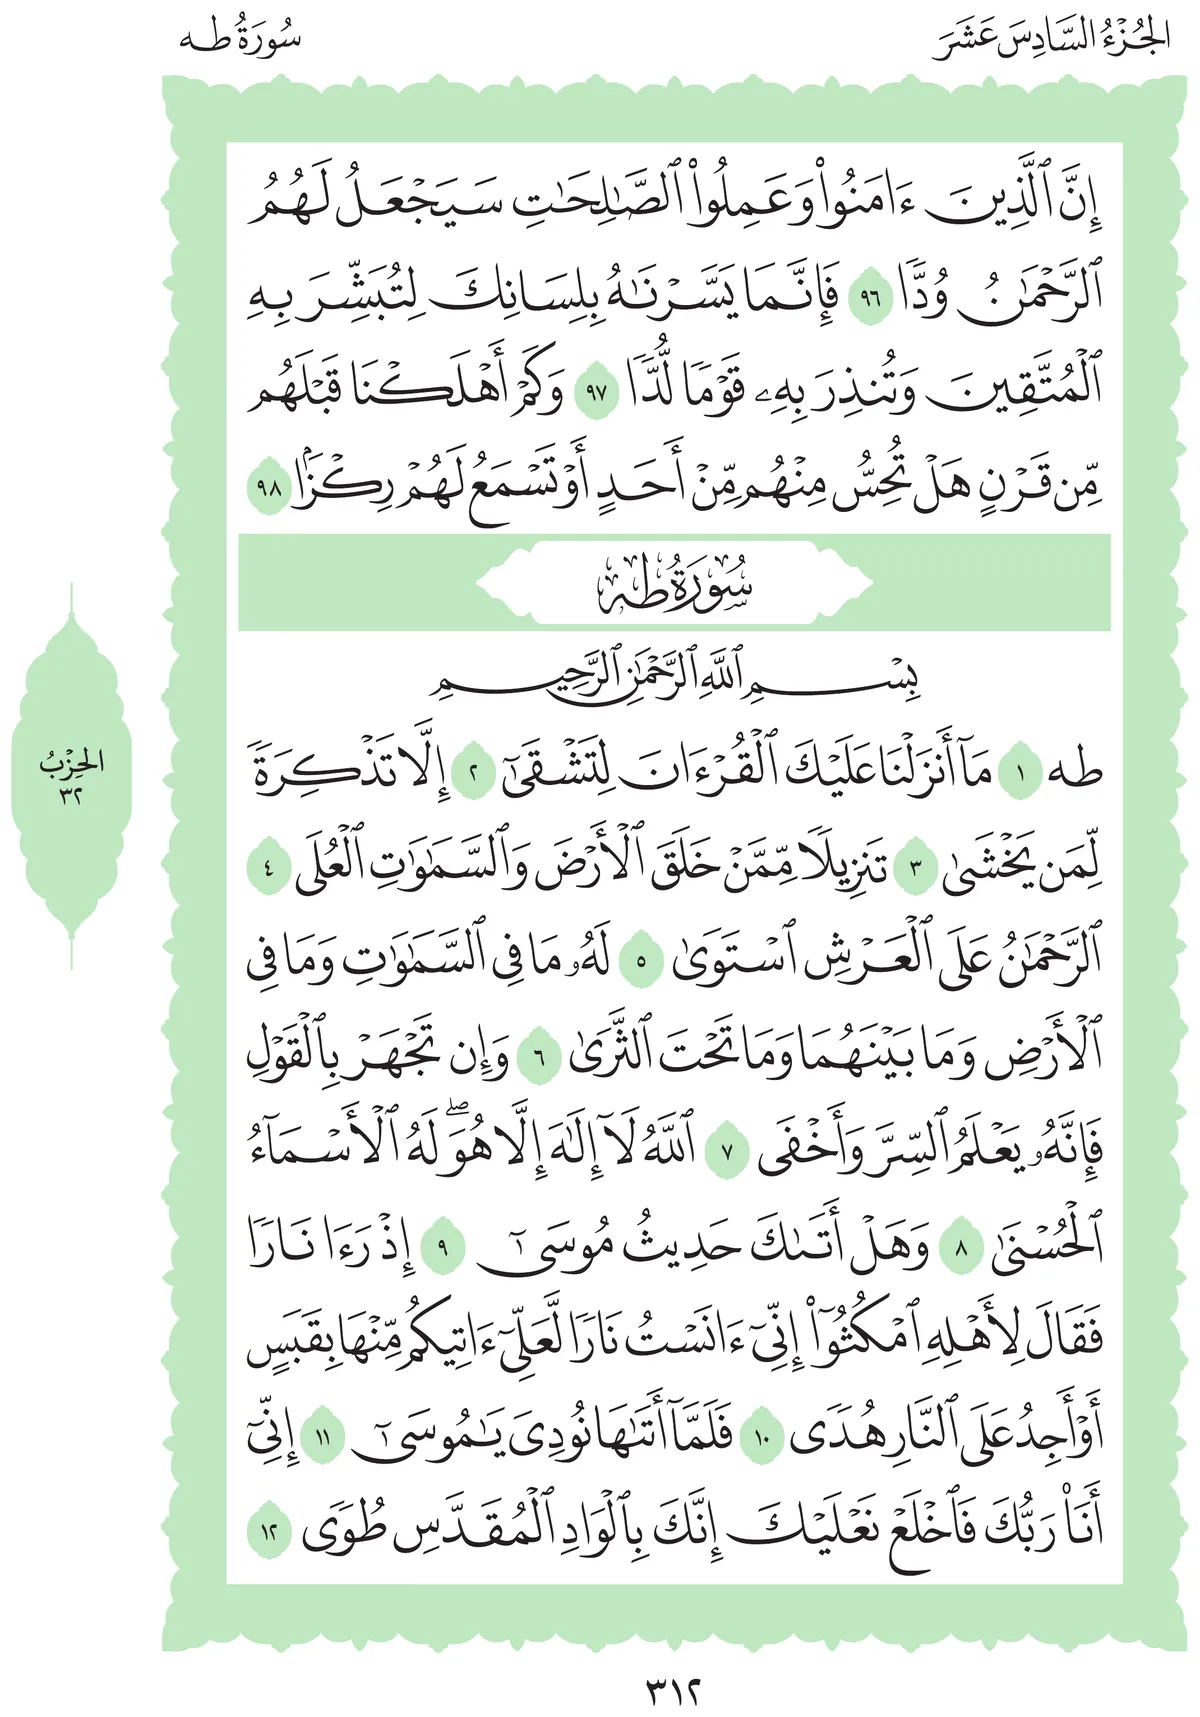 الجُزْءُ السَّادِسَ عَشَرَ
سُورَةُ طه
إِنَّ ٱلَّذِينَ ءَامَنُوا۟ وَعَمِلُوا۟ ٱلصَّٰلِحَٰتِ سَيَجْعَلُ لَهُمُ
ٱلرَّحْمَٰنُ وُدًّا ٩٦ فَإِنَّمَا يَسَّرْنَٰهُ بِلِسَانِكَ لِتُبَشِّرَ بِهِ
ٱلْمُتَّقِينَ وَتُنذِرَ بِهِۦ قَوْمًا لُّدًّا ٩٧ وَكَمْ أَهْلَكْنَا قَبْلَهُم
مِّن قَرْنٍ هَلْ تُحِسُّ مِنْهُم مِّنْ أَحَدٍ أَوْ تَسْمَعُ لَهُمْ رِكْزًۢا ٩٨
سُورَةُ طه
بِسْمِ ٱللَّهِ ٱلرَّحْمَٰنِ ٱلرَّحِيمِ
طه ١ مَآ أَنزَلْنَا عَلَيْكَ ٱلْقُرْءَانَ لِتَشْقَىٰٓ ٢ إِلَّا تَذْكِرَةً
لِّمَن يَخْشَىٰ ٣ تَنزِيلًا مِّمَّنْ خَلَقَ ٱلْأَرْضَ وَٱلسَّمَٰوَٰتِ ٱلْعُلَى ٤
ٱلرَّحْمَٰنُ عَلَى ٱلْعَرْشِ ٱسْتَوَىٰ ٥ لَهُۥ مَا فِى ٱلسَّمَٰوَٰتِ وَمَا فِى
ٱلْأَرْضِ وَمَا بَيْنَهُمَا وَمَا تَحْتَ ٱلثَّرَىٰ ٦ وَإِن تَجْهَرْ بِٱلْقَوْلِ
فَإِنَّهُۥ يَعْلَمُ ٱلسِّرَّ وَأَخْفَى ٧ ٱللَّهُ لَآ إِلَٰهَ إِلَّا هُوَ ۖ لَهُ ٱلْأَسْمَآءُ
ٱلْحُسْنَىٰ ٨ وَهَلْ أَتَىٰكَ حَدِيثُ مُوسَىٰٓ ٩ إِذْ رَءَا نَارًا
فَقَالَ لِأَهْلِهِ ٱمْكُثُوٓا۟ إِنِّىٓ ءَانَسْتُ نَارًا لَّعَلِّىٓ ءَاتِيكُم مِّنْهَا بِقَبَسٍ
أَوْ أَجِدُ عَلَى ٱلنَّارِ هُدًى ١٠ فَلَمَّآ أَتَىٰهَا نُودِىَ يَٰمُوسَىٰٓ ١١ إِنِّىٓ
أَنَا۠ رَبُّكَ فَٱخْلَعْ نَعْلَيْكَ إِنَّكَ بِٱلْوَادِ ٱلْمُقَدَّسِ طُوًى ١٢
الحِزْبُ
٣٢
٣١٢